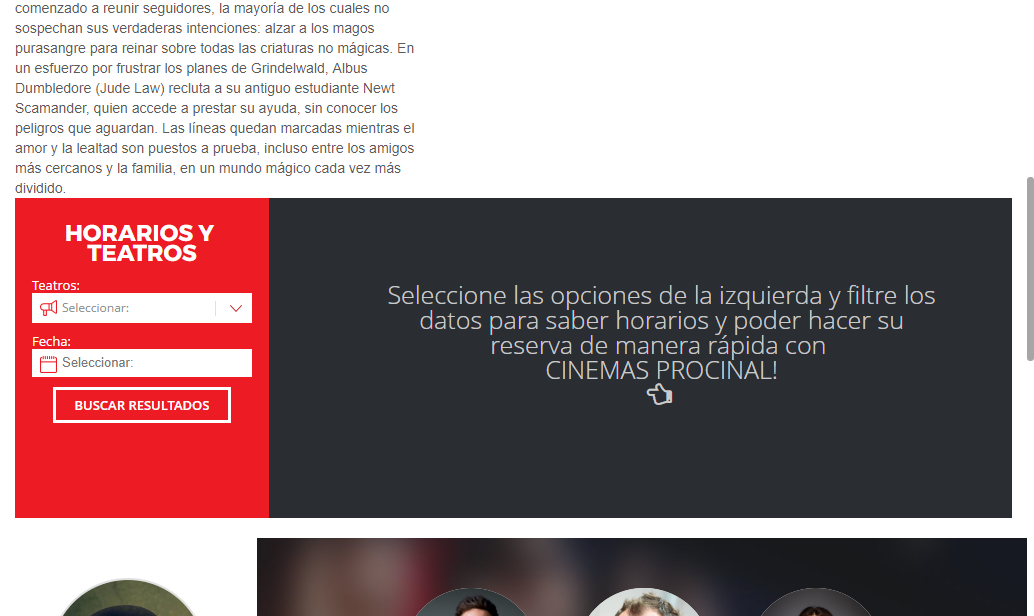 comenzado a reunir seguidores, la mayoría de los cuales no
sospechan sus verdaderas intenciones: alzar a los magos
purasangre para reinar sobre todas las criaturas no mágicas. En
un esfuerzo por frustrar los planes de Grindelwald, Albus
Dumbledore (Jude Law) recluta a su antiguo estudiante Newt
Scamander, quien accede a prestar su ayuda, sin conocer los
peligros que aguardan. Las líneas quedan marcadas mientras el
amor y la lealtad son puestos a prueba, incluso entre los amigos
más cercanos y la familia, en un mundo mágico cada vez más
dividido.
HORARIOS Y
TEATROS
Teatros:
Seleccionar:
Fecha:
Seleccionar:
BUSCAR RESULTADOS
Seleccione las opciones de la izquierda y filtre los
datos para saber horarios y poder hacer su
reserva de manera rápida con
CINEMAS PROCINAL!